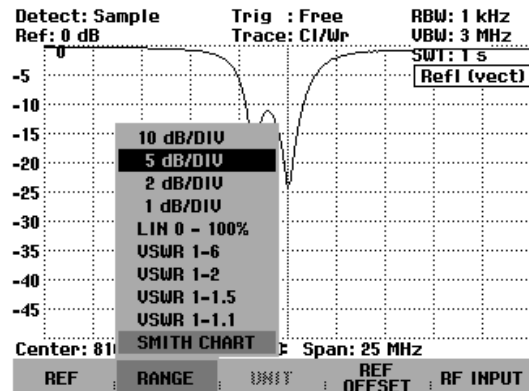 Detect: Sample Trig : Free RBW: 1 kHz
Ref: 0 dB Trace: Cl/Wr VBW: 3 MHz
SWT: 1 s
Refl (vect)
0
-5
-10
-15
-20
-25
-30
-35
-40
-45
10 dB/DIV
5 dB/DIV
2 dB/DIV
1 dB/DIV
LIN 0 - 100%
VSWR 1-6
VSWR 1-2
VSWR 1-1.5
VSWR 1-1.1
SMITH CHART
Center: Span: 25 MHz
REF RANGE UNIT REF OFFSET RF INPUT